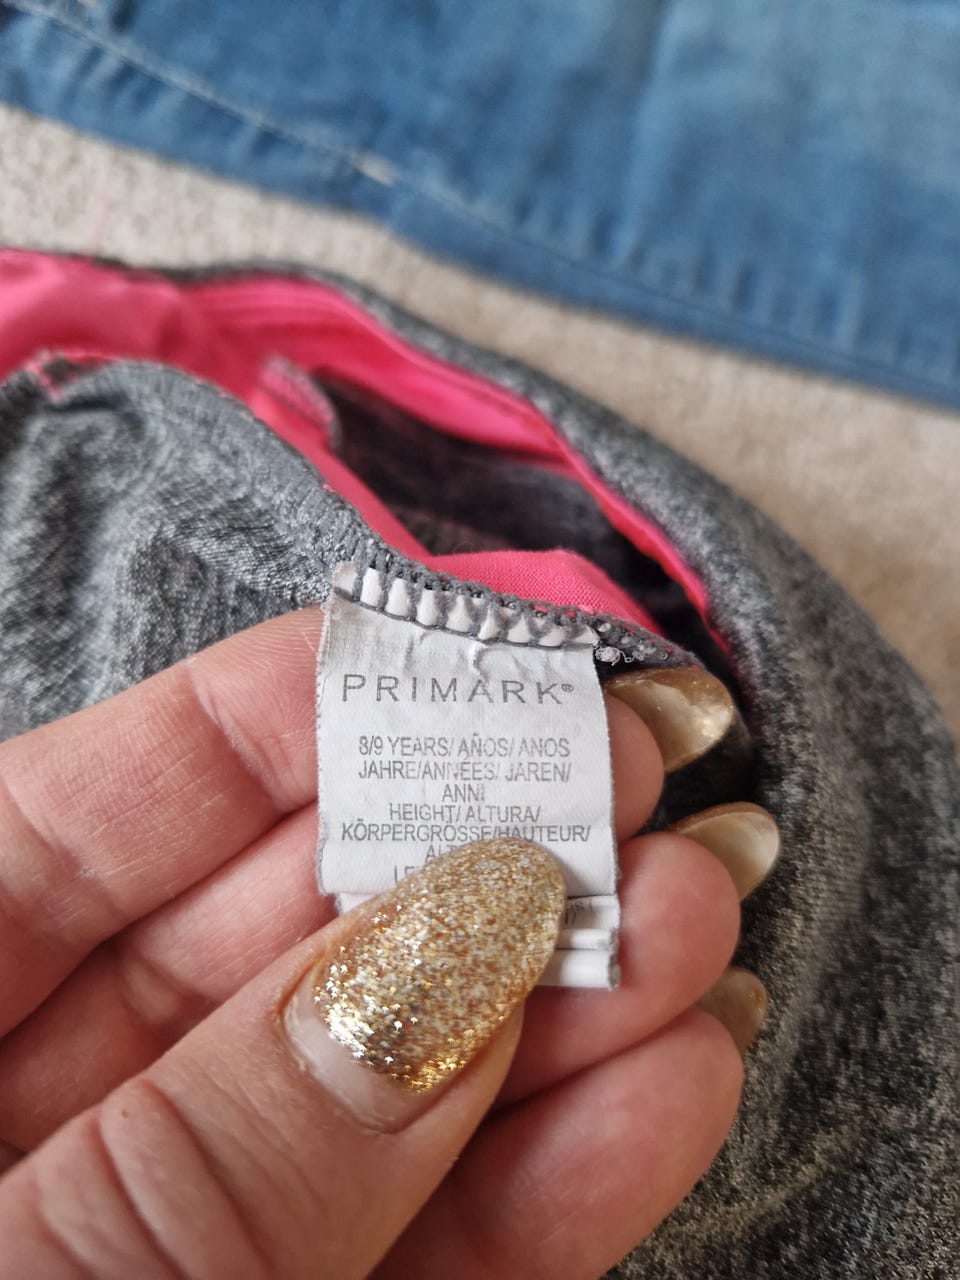 PRIMARK®
8/9 YEARS/ AÑOS/ ANOS
JAHRE/ANNÉES/ JAREN/
ANNI
HEIGHT/ ALTURA/
KÖRPERGROSSE/HAUTEUR/